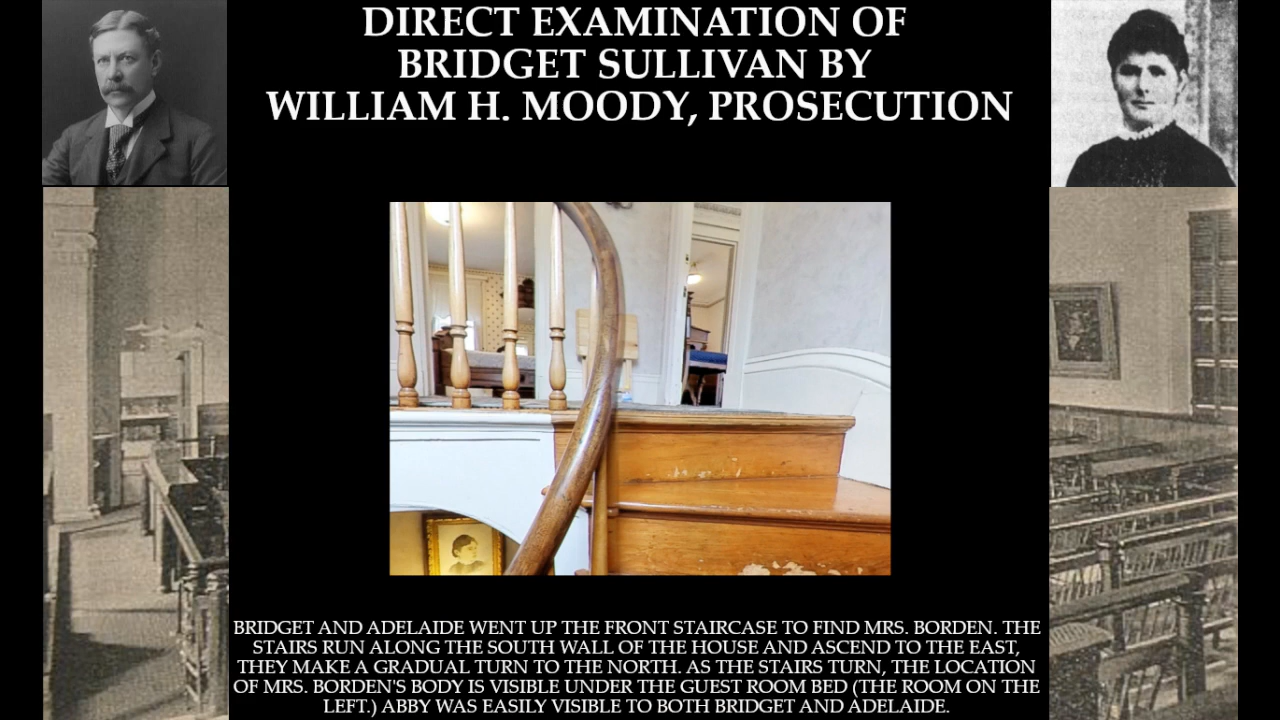 DIRECT EXAMINATION OF
BRIDGET SULLIVAN BY
WILLIAM H. MOODY, PROSECUTION
BRIDGET AND ADELAIDE WENT UP THE FRONT STAIRCASE TO FIND MRS. BORDEN. THE
STAIRS RUN ALONG THE SOUTH WALL OF THE HOUSE AND ASCEND TO THE EAST,
THEY MAKE A GRADUAL TURN TO THE NORTH. AS THE STAIRS TURN, THE LOCATION
OF MRS. BORDEN'S BODY IS VISIBLE UNDER THE GUEST ROOM BED (THE ROOM ON THE
LEFT.) ABBY WAS EASILY VISIBLE TO BOTH BRIDGET AND ADELAIDE.